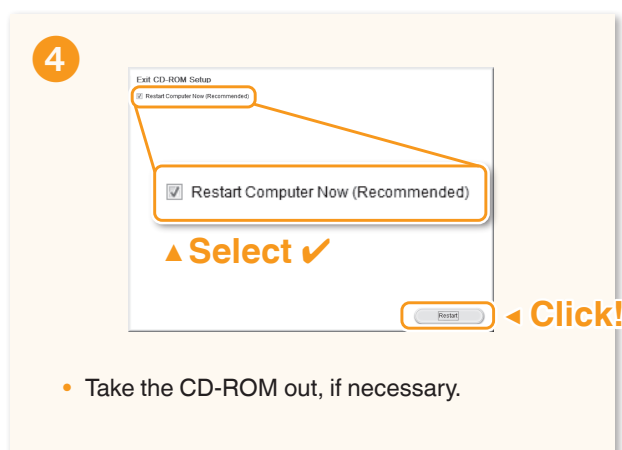 4
Exit CD-ROM Setup
Restart Computer Now (Recommended)
Restart Computer Now (Recommended)
▲Select ✔
Restart
◄ Click!
• Take the CD-ROM out, if necessary.